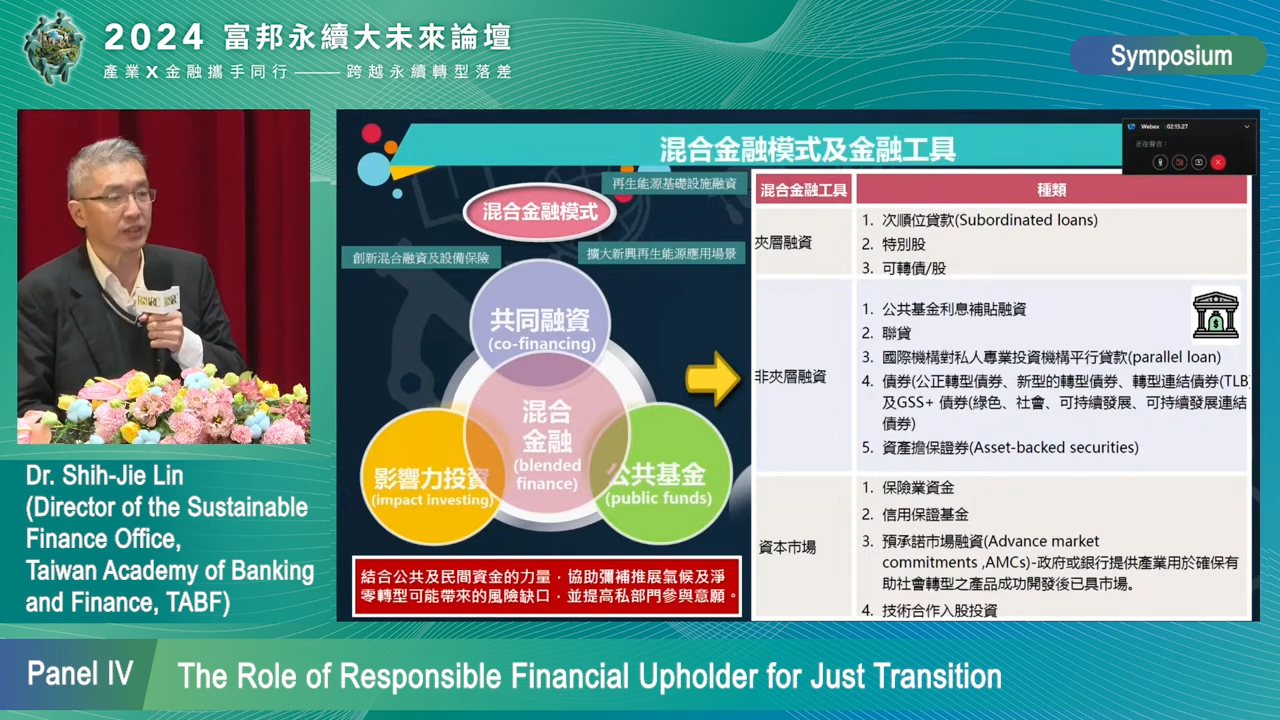 2024 富邦永續大未來論壇
產業X金融攜手同行——跨越永續轉型落差
Symposium
混合金融模式及金融工具
Webex 02:15:27
正在發言：
再生能源基礎設施融資
混合金融模式
創新混合融資及設備保險
擴大新興再生能源應用場景
共同融資
(co-financing)
混合
金融
(blended
finance)
影響力投資
(impact investing)
公共基金
(public funds)
結合公共及民間資金的力量，協助彌補推展氣候及淨
零轉型可能帶來的風險缺口，並提高私部門參與意願。
混合金融工具
種類
夾層融資
1. 次順位貸款(Subordinated loans)
2. 特別股
3. 可轉債/股
非夾層融資
1. 公共基金利息補貼融資
2. 聯貸
3. 國際機構對私人專業投資機構平行貸款(parallel loan)
4. 債券(公正轉型債券、新型的轉型債券、轉型連結債券(TLB)
及GSS+ 債券(綠色、社會、可持續發展、可持續發展連結
債券)
5. 資產擔保證券(Asset-backed securities)
資本市場
1. 保險業資金
2. 信用保證基金
3. 預承諾市場融資(Advance market
commitments ,AMCs)-政府或銀行提供產業用於確保有
助社會轉型之產品成功開發後已具市場。
4. 技術合作入股投資
Dr. Shih-Jie Lin
(Director of the Sustainable
Finance Office,
Taiwan Academy of Banking
and Finance, TABF)
Panel IV
The Role of Responsible Financial Upholder for Just Transition